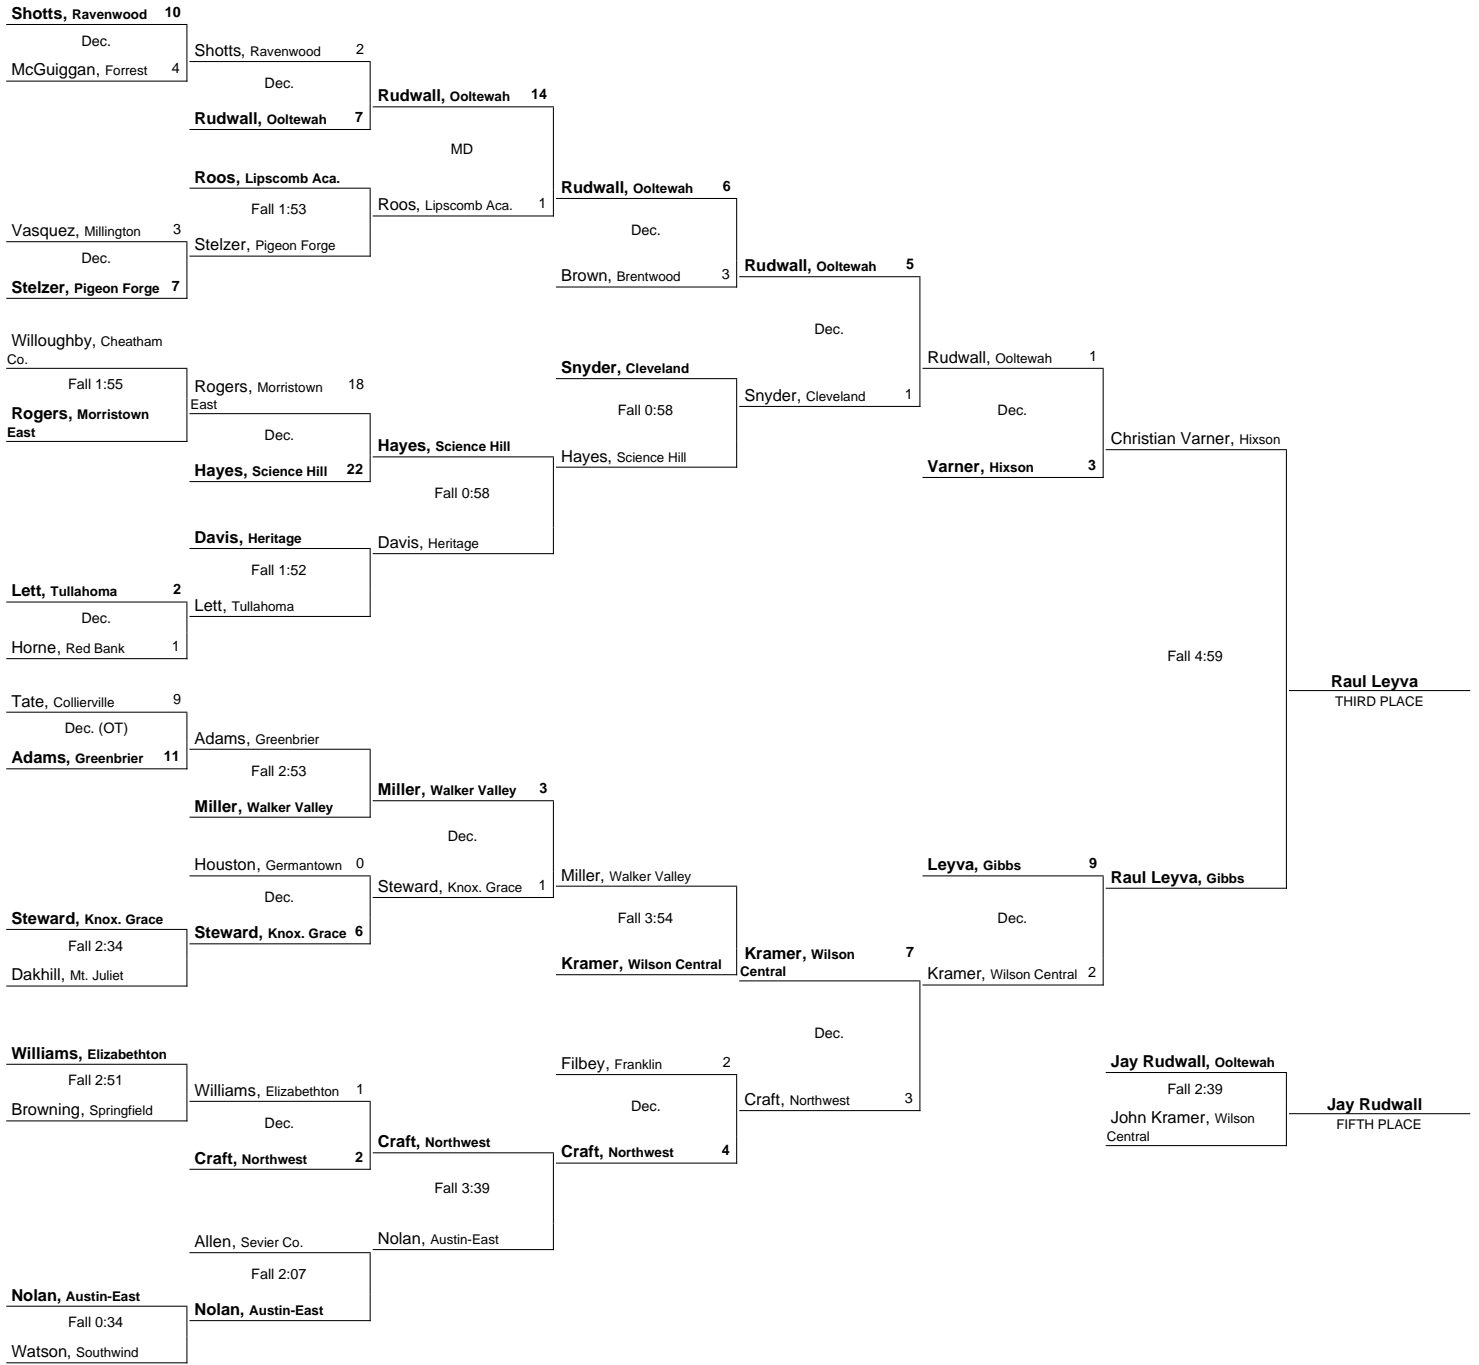 Shotts, Ravenwood 10
Dec.
McGuiggan, Forrest 4
Shotts, Ravenwood 2
Dec.
Rudwall, Ooltewah 7
Rudwall, Ooltewah 14
MD
Roos, Lipscomb Aca.
Fall 1:53
Stelzer, Pigeon Forge
Roos, Lipscomb Aca. 1
Vasquez, Millington 3
Dec.
Stelzer, Pigeon Forge 7
Rudwall, Ooltewah 6
Dec.
Brown, Brentwood 3
Rudwall, Ooltewah 5
Dec.
Willoughby, Cheatham
Co.
Fall 1:55
Rogers, Morristown
East
Rogers, Morristown 18
East
Dec.
Hayes, Science Hill 22
Hayes, Science Hill
Fall 0:58
Davis, Heritage
Snyder, Cleveland
Fall 0:58
Hayes, Science Hill
Snyder, Cleveland 1
Rudwall, Ooltewah 1
Dec.
Varner, Hixson 3
Christian Varner, Hixson
Davis, Heritage
Fall 1:52
Lett, Tullahoma
Lett, Tullahoma 2
Dec.
Horne, Red Bank 1
Fall 4:59
Raul Leyva
THIRD PLACE
Tate, Collierville 9
Dec. (OT)
Adams, Greenbrier 11
Adams, Greenbrier
Fall 2:53
Miller, Walker Valley
Miller, Walker Valley 3
Dec.
Steward, Knox. Grace 1
Houston, Germantown 0
Dec.
Steward, Knox. Grace 6
Steward, Knox. Grace
Fall 2:34
Dakhill, Mt. Juliet
Miller, Walker Valley
Fall 3:54
Kramer, Wilson Central
Kramer, Wilson 7
Central
Dec.
Craft, Northwest 3
Leyva, Gibbs 9
Dec.
Kramer, Wilson Central 2
Raul Leyva, Gibbs
Williams, Elizabethton
Fall 2:51
Browning, Springfield
Williams, Elizabethton 1
Dec.
Craft, Northwest 2
Craft, Northwest
Fall 3:39
Nolan, Austin-East
Filbey, Franklin 2
Dec.
Craft, Northwest 4
Jay Rudwall, Ooltewah
Fall 2:39
John Kramer, Wilson
Central
Jay Rudwall
FIFTH PLACE
Allen, Sevier Co.
Fall 2:07
Nolan, Austin-East
Nolan, Austin-East
Fall 0:34
Watson, Southwind